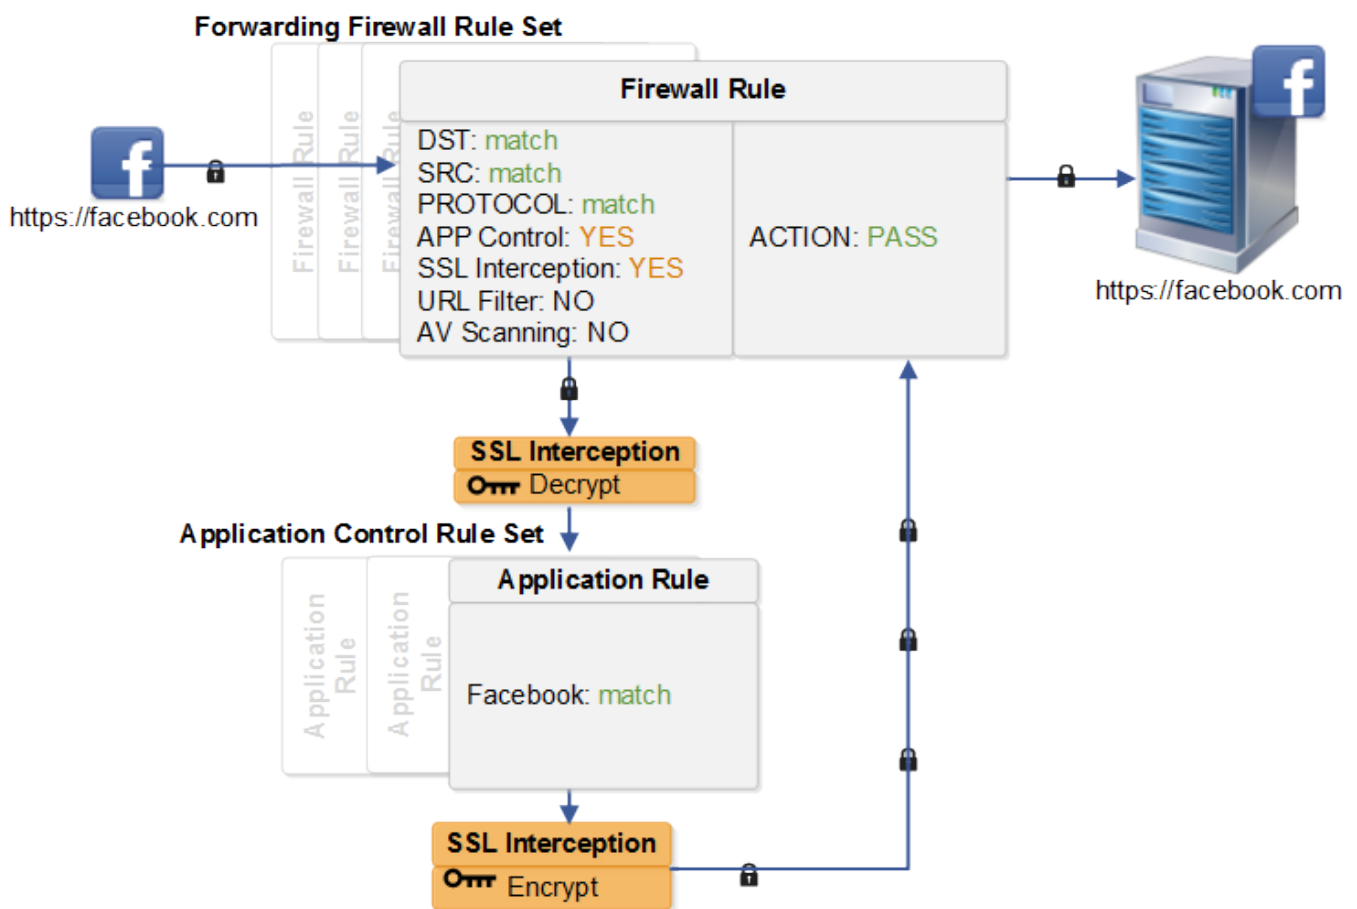 Forwarding Firewall Rule Set
Firewall Rule
Firewall Rule
Firewall Rule
Firewall Rule
DST: match
SRC: match
PROTOCOL: match
APP Control: YES
SSL Interception: YES
URL Filter: NO
AV Scanning: NO
ACTION: PASS
f
https://facebook.com
f
https://facebook.com
SSL Interception
Decrypt
Application Control Rule Set
Application
Rule
Application
Rule
Application Rule
Facebook: match
SSL Interception
Encrypt